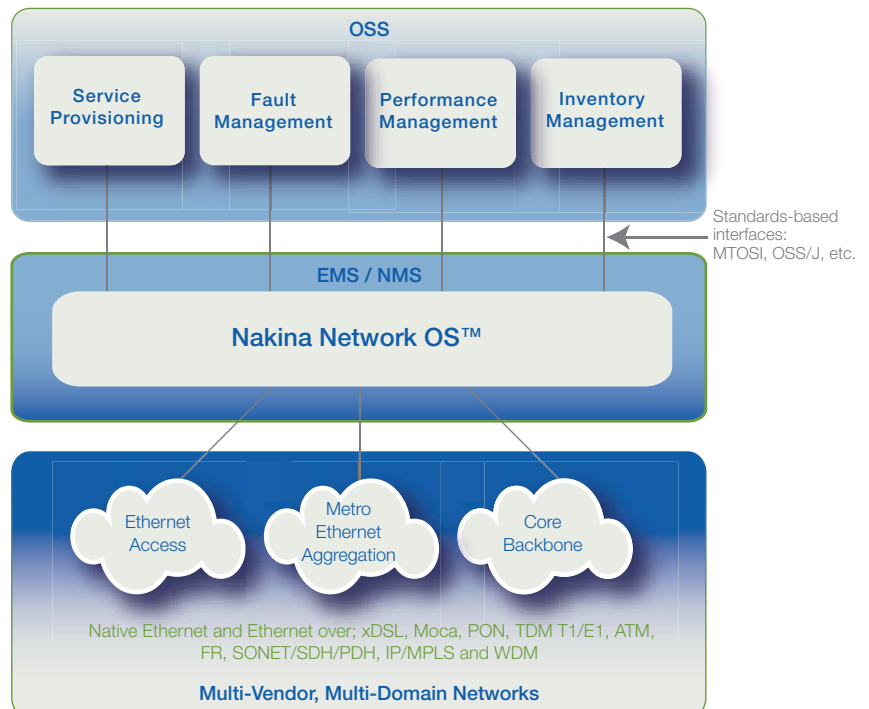 OSS
Service
Provisioning
Fault
Management
Performance
Management
Inventory
Management
Standards-based
interfaces:
MTOSI, OSS/J, etc.
EMS / NMS
Nakina Network OS™
Ethernet
Access
Metro
Ethernet
Aggregation
Core
Backbone
Native Ethernet and Ethernet over; xDSL, Moca, PON, TDM T1/E1, ATM,
FR, SONET/SDH/PDH, IP/MPLS and WDM
Multi-Vendor, Multi-Domain Networks